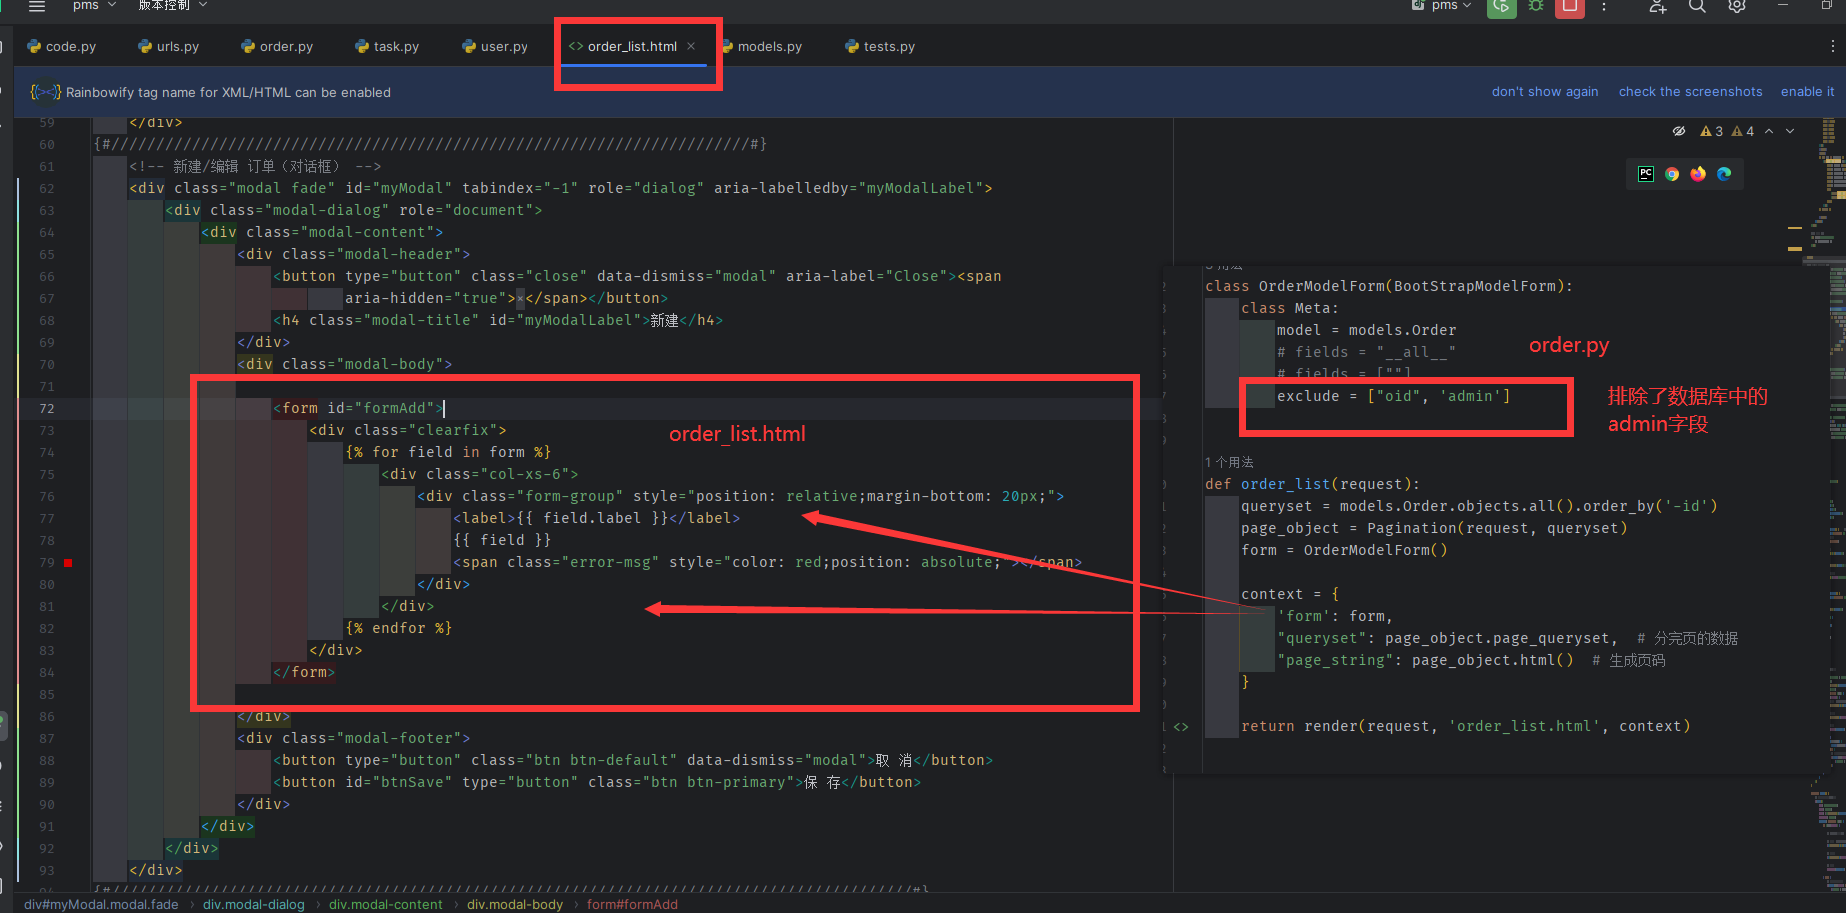 pms
版本控制
pms
code.py
urls.py
order.py
task.py
user.py
<> order_list.html ×
models.py
tests.py
{><} Rainbowify tag name for XML/HTML can be enabled
don't show again
check the screenshots
enable it
3
4
59 </div>
60 {#///////////////////////////////////////////////////////////////////////#}
61 <!-- 新建/编辑 订单（对话框） -->
62 <div class="modal fade" id="myModal" tabindex="-1" role="dialog" aria-labelledby="myModalLabel">
63 <div class="modal-dialog" role="document">
64 <div class="modal-content">
65 <div class="modal-header">
66 <button type="button" class="close" data-dismiss="modal" aria-label="Close"><span
67 aria-hidden="true">×</span></button>
68 <h4 class="modal-title" id="myModalLabel">新建</h4>
69 </div>
70 <div class="modal-body">
71
72 <form id="formAdd">
73 <div class="clearfix">
74 {% for field in form %}
75 <div class="col-xs-6">
76 <div class="form-group" style="position: relative;margin-bottom: 20px;">
77 <label>{{ field.label }}</label>
78 {{ field }}
79 <span class="error-msg" style="color: red;position: absolute;"></span>
80 </div>
81 </div>
82 {% endfor %}
83 </div>
84 </form>
85
86 </div>
87 <div class="modal-footer">
88 <button type="button" class="btn btn-default" data-dismiss="modal">取 消</button>
89 <button id="btnSave" type="button" class="btn btn-primary">保 存</button>
90 </div>
91 </div>
92 </div>
93 </div>
order_list.html
class OrderModelForm(BootStrapModelForm):
class Meta:
model = models.Order
# fields = "__all__"
# fields = [""]
exclude = ["oid", 'admin']
order.py
排除了数据库中的
admin字段
1 个用法
def order_list(request):
queryset = models.Order.objects.all().order_by('-id')
page_object = Pagination(request, queryset)
form = OrderModelForm()
context = {
'form': form,
"queryset": page_object.page_queryset,  # 分完页的数据
"page_string": page_object.html()  # 生成页码
}
<> return render(request, 'order_list.html', context)
div#myModal.modal.fade › div.modal-dialog › div.modal-content › div.modal-body › form#formAdd